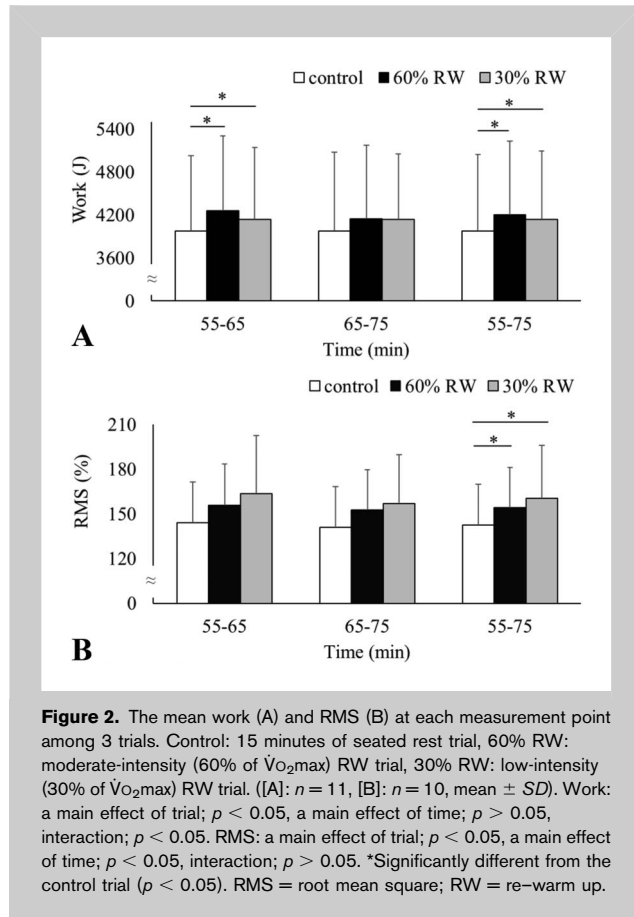 control 60% RW 30% RW
* *
* *
5400
4800
4200
3600
≈
0
Work (J)
A
55-65 65-75 55-75
Time (min)
control 60% RW 30% RW
*
*
210
180
150
120
≈
0
RMS (%)
B
55-65 65-75 55-75
Time (min)
Figure 2. The mean work (A) and RMS (B) at each measurement point
among 3 trials. Control: 15 minutes of seated rest trial, 60% RW:
moderate-intensity (60% of V̇O₂max) RW trial, 30% RW: low-intensity
(30% of V̇O₂max) RW trial. ([A]: n = 11, [B]: n = 10, mean ± SD). Work:
a main effect of trial; p < 0.05, a main effect of time; p > 0.05,
interaction; p < 0.05. RMS: a main effect of trial; p < 0.05, a main effect
of time; p < 0.05, interaction; p > 0.05. *Significantly different from the
control trial (p < 0.05). RMS = root mean square; RW = re–warm up.